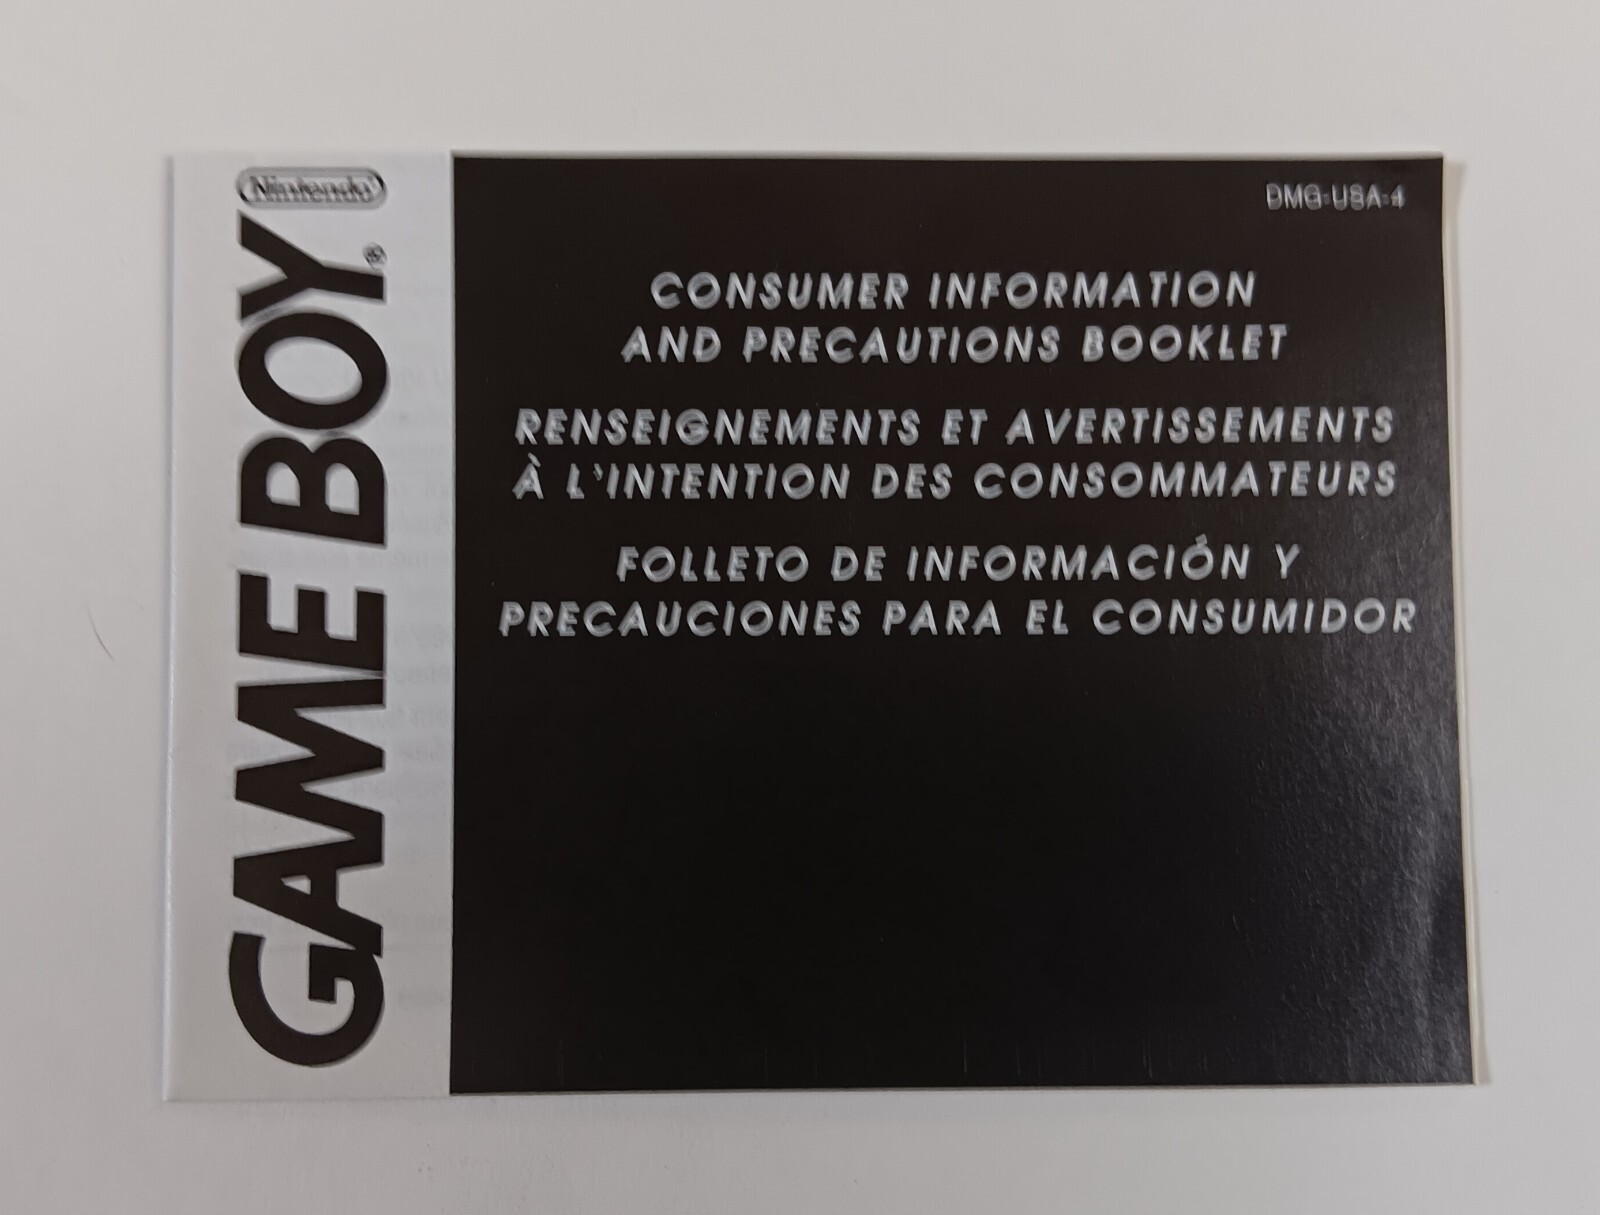 Nintendo
GAME BOY®
DMG-USA-4
CONSUMER INFORMATION
AND PRECAUTIONS BOOKLET
RENSEIGNEMENTS ET AVERTISSEMENTS
À L'INTENTION DES CONSOMMATEURS
FOLLETO DE INFORMACIÓN Y
PRECAUCIONES PARA EL CONSUMIDOR